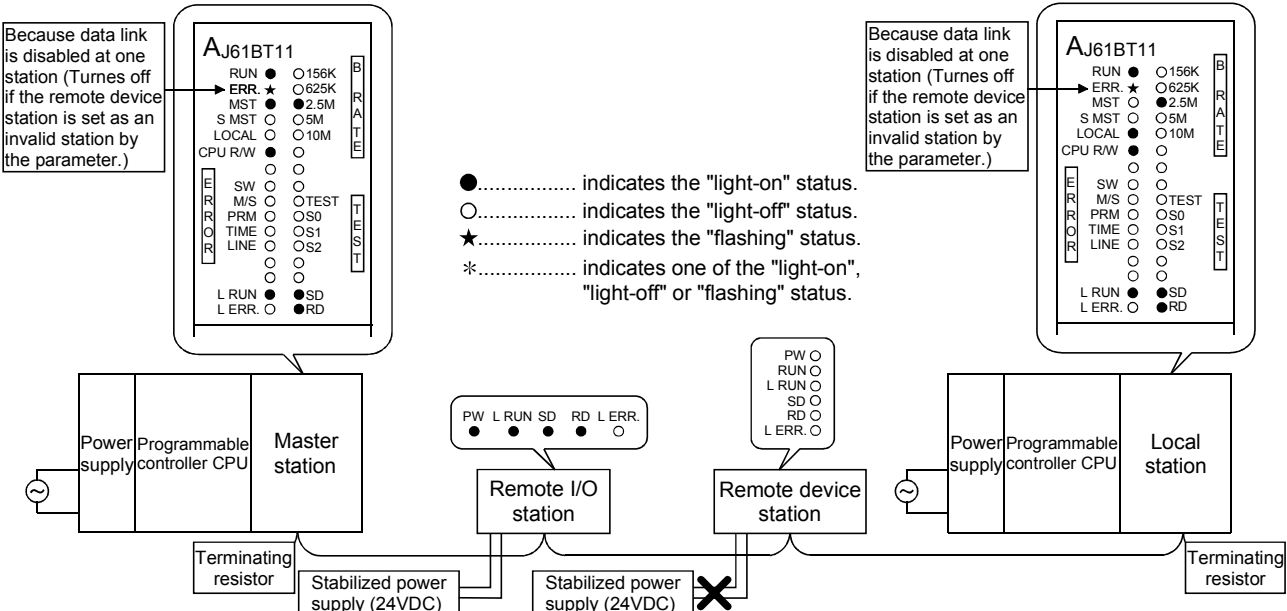 Because data link
is disabled at one
station (Turnes off
if the remote device
station is set as an
invalid station by
the parameter.)
AJ61BT11
RUN ● ○156K
ERR. ★ ○625K
MST ● ●2.5M
S MST ○ ○5M
LOCAL ○ ○10M
CPU R/W ● ○
○ ○
SW ○ ○
M/S ○ ○TEST
PRM ○ ○S0
TIME ○ ○S1
LINE ○ ○S2
○ ○
○ ○
L RUN ● ●SD
L ERR. ○ ●RD
B RATE
ERROR
TEST
●................. indicates the "light-on" status.
○................. indicates the "light-off" status.
★................. indicates the "flashing" status.
*................. indicates one of the "light-on",
"light-off" or "flashing" status.
Because data link
is disabled at one
station (Turnes off
if the remote device
station is set as an
invalid station by
the parameter.)
AJ61BT11
RUN ● ○156K
ERR. ★ ○625K
MST ○ ●2.5M
S MST ○ ○5M
LOCAL ● ○10M
CPU R/W ● ○
○ ○
SW ○ ○
M/S ○ ○TEST
PRM ○ ○S0
TIME ○ ○S1
LINE ○ ○S2
○ ○
○ ○
L RUN ● ●SD
L ERR. ○ ●RD
B RATE
ERROR
TEST
Power
supply
Programmable
controller CPU
Master
station
PW L RUN SD RD L ERR.
● ● ● ● ○
Remote I/O
station
PW ○
RUN ○
L RUN ○
SD ○
RD ○
L ERR. ○
Remote device
station
Power
supply
Programmable
controller CPU
Local
station
Terminating
resistor
Stabilized power
supply (24VDC)
Stabilized power
supply (24VDC)
Terminating
resistor